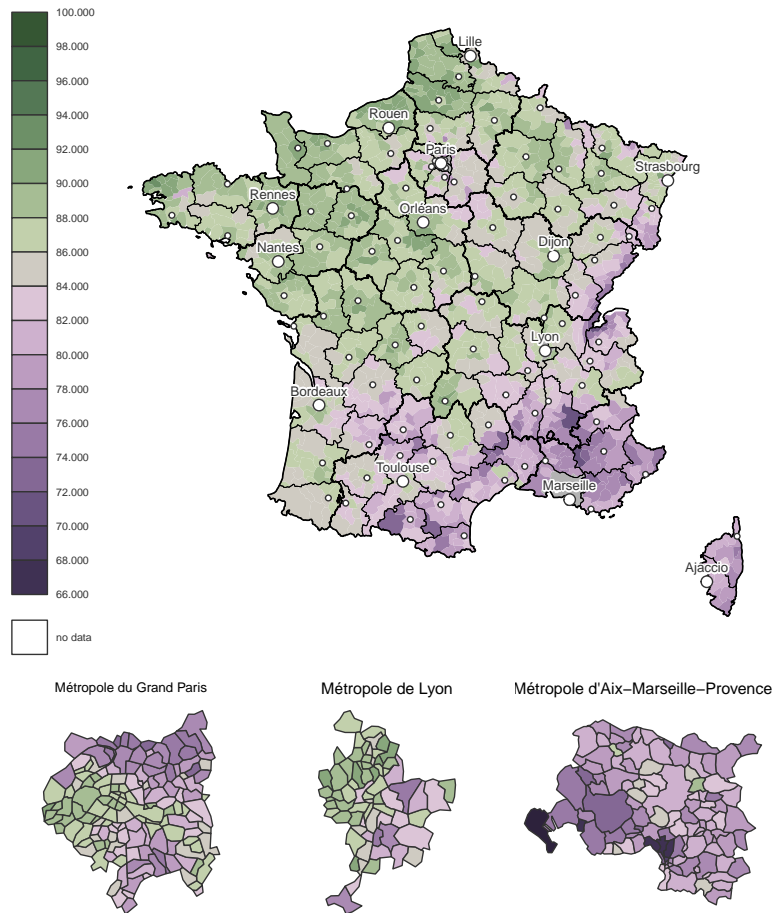 100.000
98.000
96.000
94.000
92.000
90.000
88.000
86.000
84.000
82.000
80.000
78.000
76.000
74.000
72.000
70.000
68.000
66.000
no data
Lille
Rouen
Paris
Strasbourg
Rennes
Orléans
Nantes
Dijon
Lyon
Bordeaux
Toulouse
Marseille
Ajaccio
Métropole du Grand Paris
Métropole de Lyon
Métropole d'Aix−Marseille−Provence